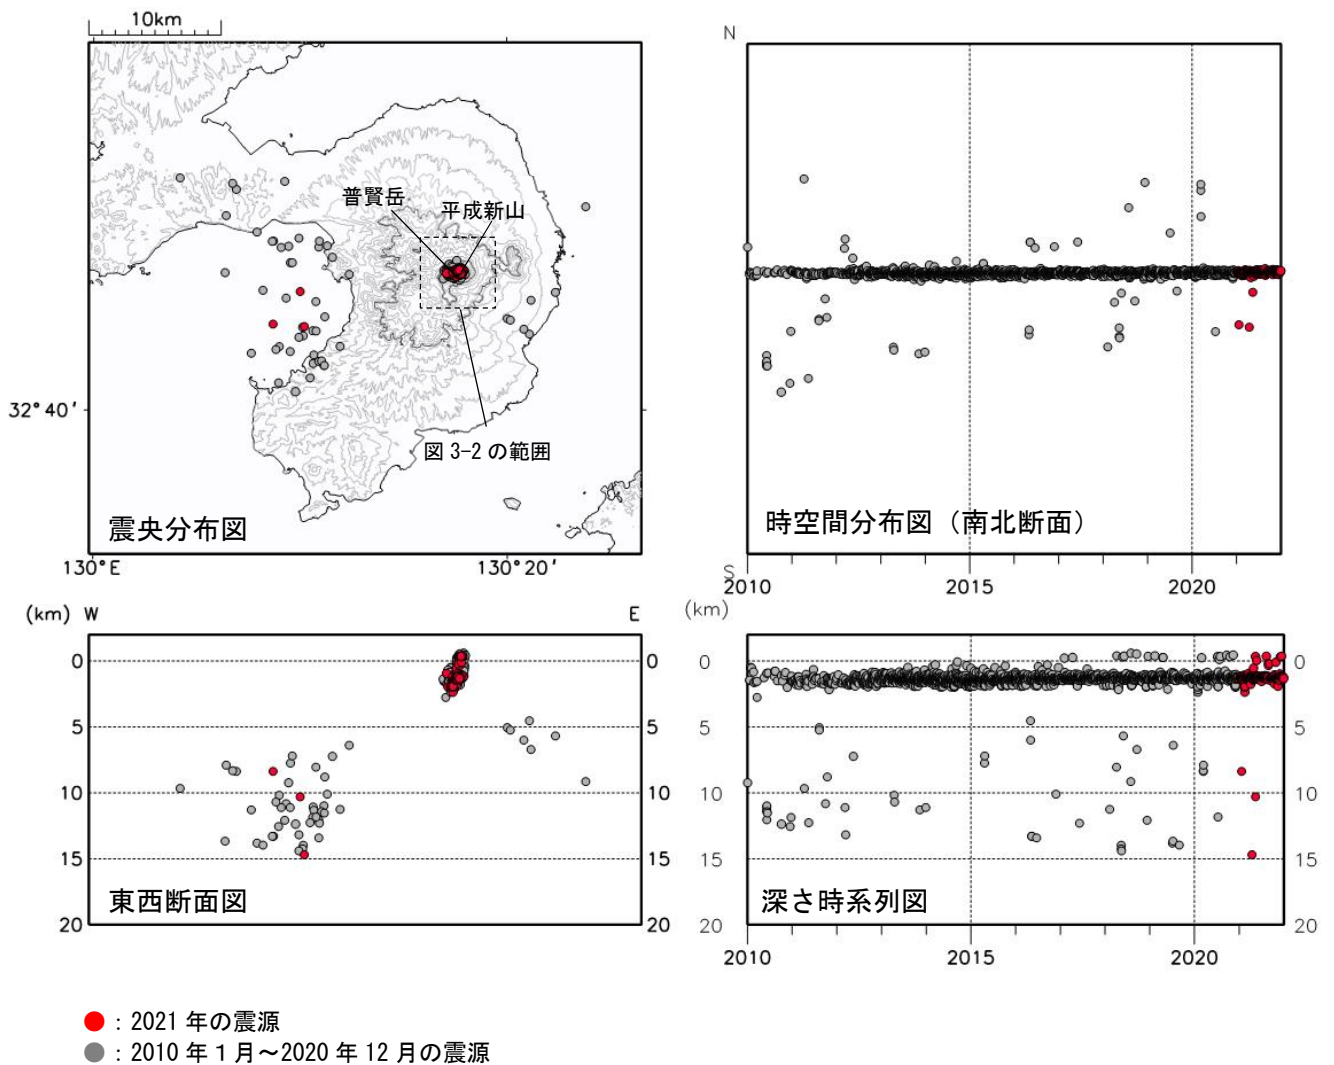 10km
普賢岳
平成新山
32°40'
図 3-2 の範囲
震央分布図
130°E
130°20'
N
時空間分布図（南北断面）
S
2010
2015
2020
(km)
W
E
0
5
10
15
20
0
5
10
15
20
東西断面図
(km)
0
5
10
15
20
0
5
10
15
20
深さ時系列図
2010
2015
2020
：2021 年の震源
：2010 年 1 月～2020 年 12 月の震源